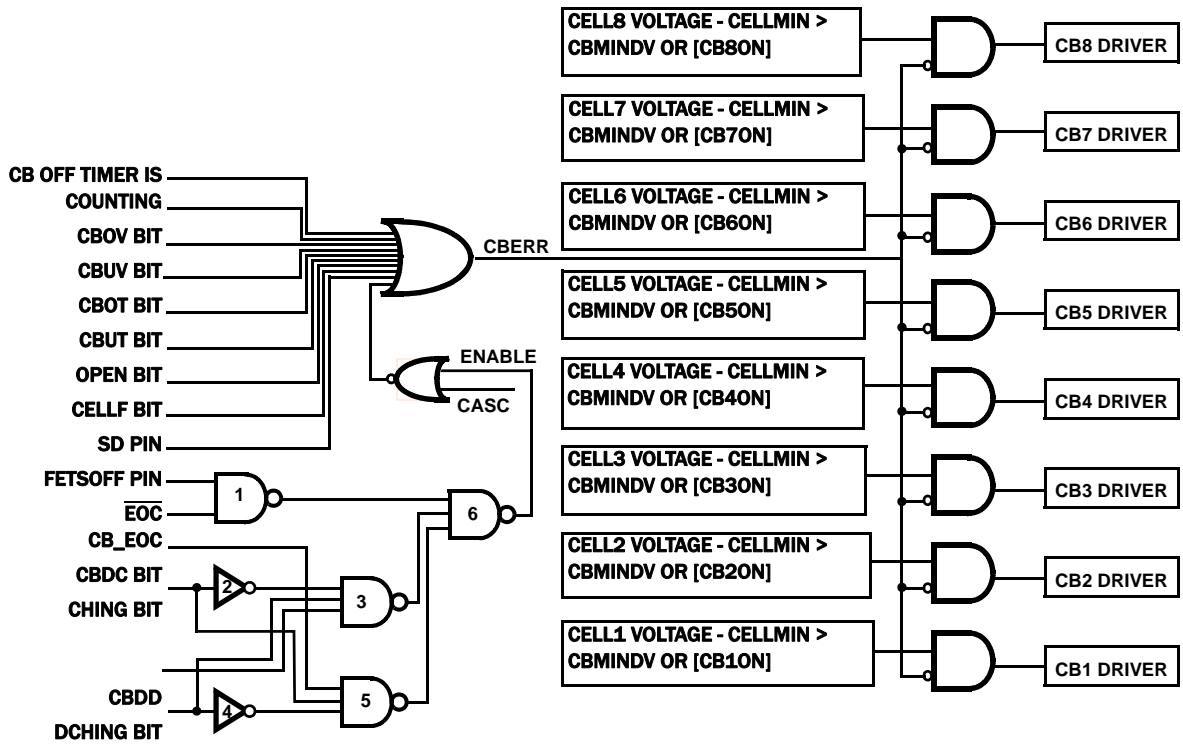 CELL8 VOLTAGE - CELLMIN >
CBMINDV OR [CB8ON]
CB8 DRIVER
CELL7 VOLTAGE - CELLMIN >
CBMINDV OR [CB7ON]
CB7 DRIVER
CB OFF TIMER IS
COUNTING
CBOV BIT
CBUV BIT
CBOT BIT
CBUT BIT
OPEN BIT
CELLF BIT
SD PIN
CBERR
ENABLE
CASC
CELL6 VOLTAGE - CELLMIN >
CBMINDV OR [CB6ON]
CB6 DRIVER
CELL5 VOLTAGE - CELLMIN >
CBMINDV OR [CB5ON]
CB5 DRIVER
CELL4 VOLTAGE - CELLMIN >
CBMINDV OR [CB4ON]
CB4 DRIVER
FETSOFF PIN
EOC
CB_EOC
CBDC BIT
CHING BIT
CBDD
DCHING BIT
1
2
3
4
5
6
CELL3 VOLTAGE - CELLMIN >
CBMINDV OR [CB3ON]
CB3 DRIVER
CELL2 VOLTAGE - CELLMIN >
CBMINDV OR [CB2ON]
CB2 DRIVER
CELL1 VOLTAGE - CELLMIN >
CBMINDV OR [CB1ON]
CB1 DRIVER